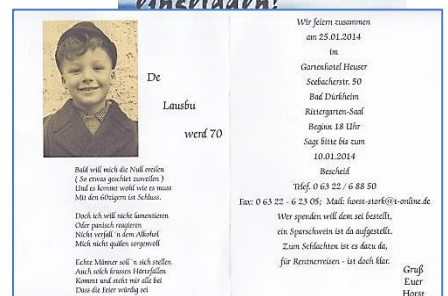 einseladen!
De
Lausbu
werd 70
Bald will mich die Null ereilen
( So etwas geschiet zuweilen )
Und es kommt wohl wie es muss
Mit den 60zigern ist Schluss.
Doch ich will nicht lamentieren
Oder panisch reagieren
Nicht verfall´n dem Alkohol
Mich nicht quälen sorgenvoll
Echte Männer soll´n sich stellen
Auch solch krassen Härtefällen
Kommt und steht mir alle bei
Dass die Feier würdig sei
Wir feiern zusammen
am 25.01.2014
im
Gartenhotel Heuser
Seebacherstr. 50
Bad Dürkheim
Rittergarten-Saal
Beginn 18 Uhr
Sagt bitte bis zum
10.01.2014
Bescheid
Telef. 0 63 22 / 6 88 50
Fax: 0 63 22 - 6 23 05; Mail: horst-stork@t-online.de
Wer spenden will dem sei bestellt,
ein Sparschwein ist da aufgestellt.
Zum Schlachten ist es dazu da,
für Rentnerreisen - ist doch klar.
Gruß
Euer
Horst